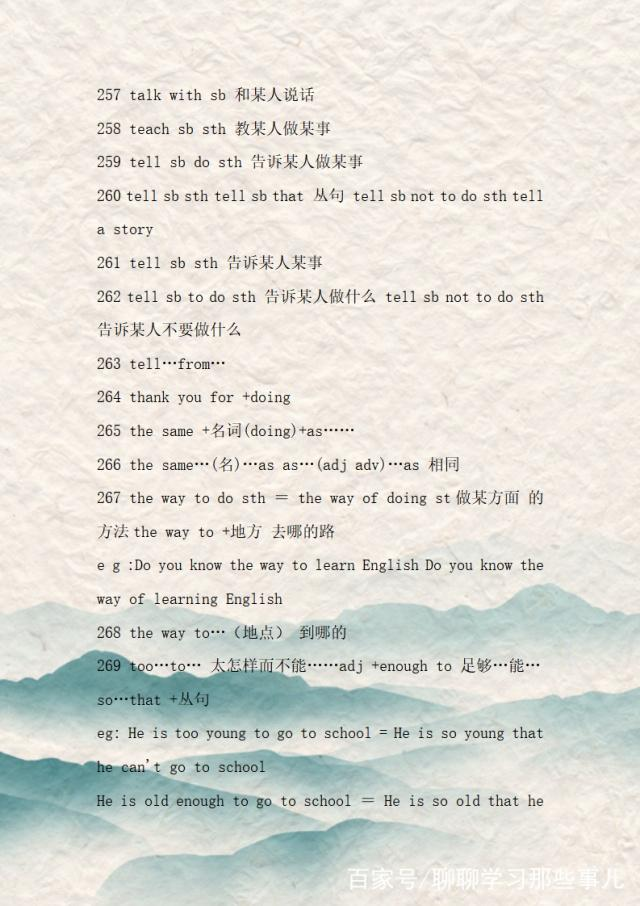 257 talk with sb 和某人说话
258 teach sb sth 教某人做某事
259 tell sb do sth 告诉某人做某事
260 tell sb sth tell sb that 丛句 tell sb not to do sth tell
a story
261 tell sb sth 告诉某人某事
262 tell sb to do sth 告诉某人做什么 tell sb not to do sth
告诉某人不要做什么
263 tell…from…
264 thank you for +doing
265 the same +名词(doing)+as……
266 the same…(名)…as as…(adj adv)…as 相同
267 the way to do sth ＝ the way of doing st 做某方面 的
方法 the way to +地方 去哪的路
e g :Do you know the way to learn English Do you know the
way of learning English
268 the way to…（地点） 到哪的
269 too…to… 太怎样而不能……adj +enough to 足够…能…
so…that +丛句
eg: He is too young to go to school = He is so young that
he can't go to school
He is old enough to go to school ＝ He is so old that he
百家号/聊聊学习那些事儿